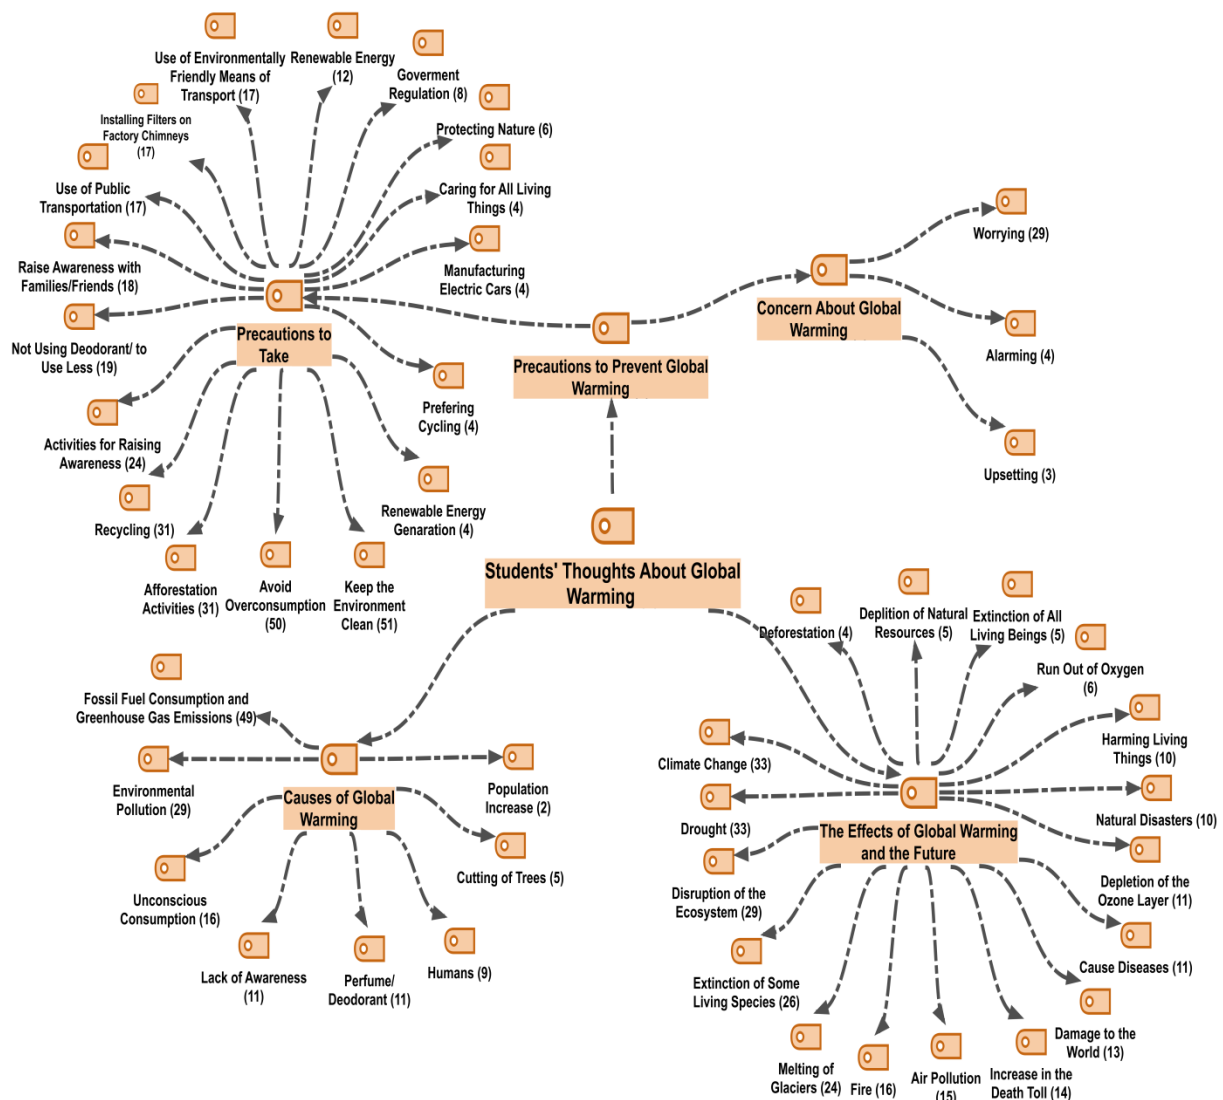 Use of Environmentally
Friendly Means of
Transport (17)
Renewable Energy
(12)
Goverment
Regulation (8)
Protecting Nature (6)
Installing Filters on
Factory Chimneys
(17)
Caring for All Living
Things (4)
Use of Public
Transportation (17)
Manufacturing
Electric Cars (4)
Raise Awareness with
Families/Friends
(18)
Not Using Deodorant/ to
Use Less (19)
Precautions to
Take
Prefering
Cycling (4)
Activities for Raising
Awareness (24)
Renewable Energy
Genaration (4)
Recycling (31)
Afforestation
Activities (31)
Avoid
Overconsumption
(50)
Keep the
Environment
Clean (51)
Precautions to Prevent Global
Warming
Concern About Global
Warming
Worrying (29)
Alarming (4)
Upsetting (3)
Students' Thoughts About Global
Warming
Fossil Fuel Consumption and
Greenhouse Gas Emissions (49)
Environmental
Pollution (29)
Causes of Global
Warming
Population
Increase (2)
Unconscious
Consumption (16)
Cutting of Trees (5)
Lack of Awareness
(11)
Perfume/
Deodorant (11)
Humans (9)
Deforestation (4)
Deplition of Natural
Resources (5)
Extinction of All
Living Beings (5)
Run Out of Oxygen
(6)
Climate Change (33)
Harming Living
Things (10)
Drought (33)
Natural Disasters (10)
The Effects of Global Warming
and the Future
Disruption of the
Ecosystem (29)
Depletion of the
Ozone Layer (11)
Extinction of Some
Living Species (26)
Cause Diseases (11)
Melting of
Glaciers (24)
Fire (16)
Air Pollution
(15)
Increase in the
Death Toll (14)
Damage to the
World (13)